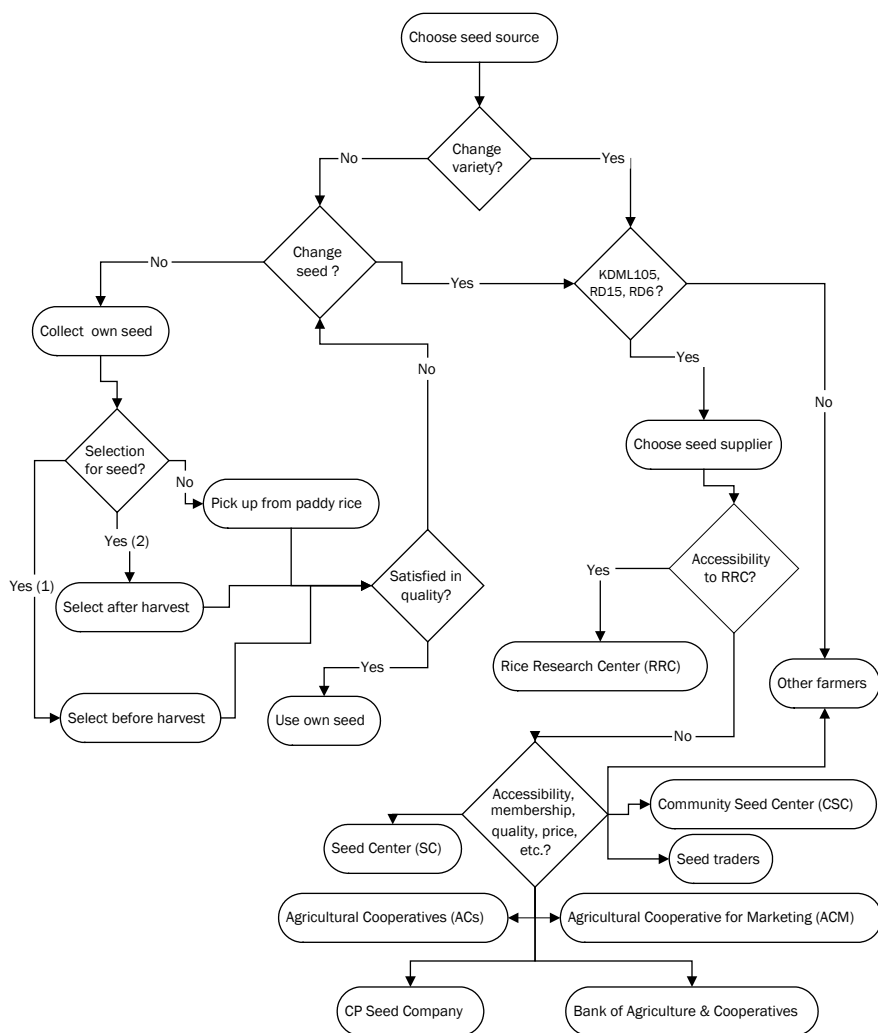 Choose seed source
Change
variety?
No
Yes
Change
seed ?
KDML105,
RD15, RD6?
No
Yes
Collect own seed
Yes
No
No
Selection
for seed?
Choose seed supplier
No
Pick up from paddy rice
Yes (2)
Accessibility
to RRC?
Yes (1)
Yes
Satisfied in
quality?
Select after harvest
Yes
Rice Research Center (RRC)
Other farmers
Select before harvest
Use own seed
No
Accessibility,
membership,
quality, price,
etc.?
Community Seed Center (CSC)
Seed Center (SC)
Seed traders
Agricultural Cooperatives (ACs)
Agricultural Cooperative for Marketing (ACM)
CP Seed Company
Bank of Agriculture & Cooperatives